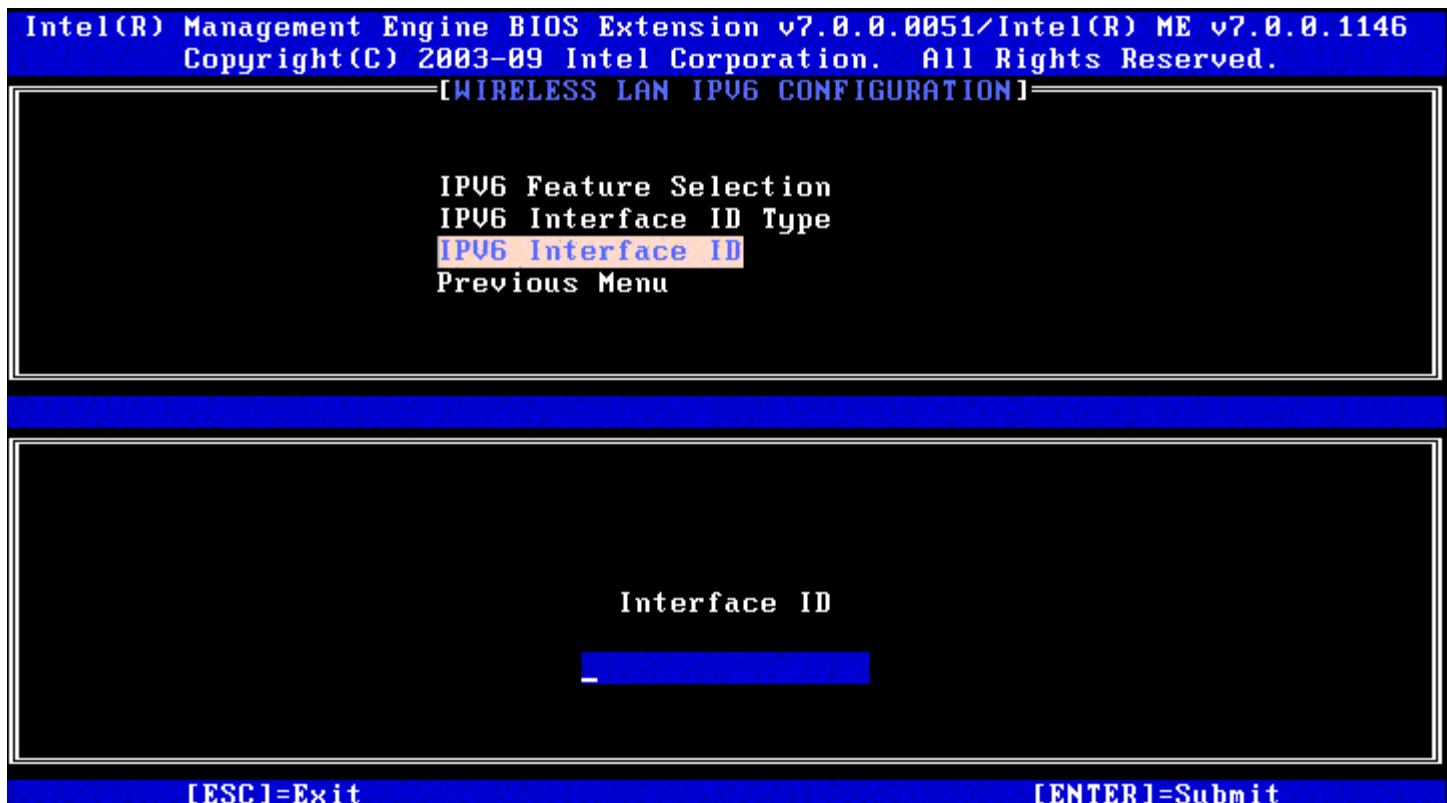 Intel(R) Management Engine BIOS Extension v7.0.0.0051/Intel(R) ME v7.0.0.1146
Copyright(C) 2003-09 Intel Corporation. All Rights Reserved.
[WIRELESS LAN IPV6 CONFIGURATION]
IPV6 Feature Selection
IPV6 Interface ID Type
IPV6 Interface ID
Previous Menu
Interface ID
[ESC]=Exit [ENTER]=Submit